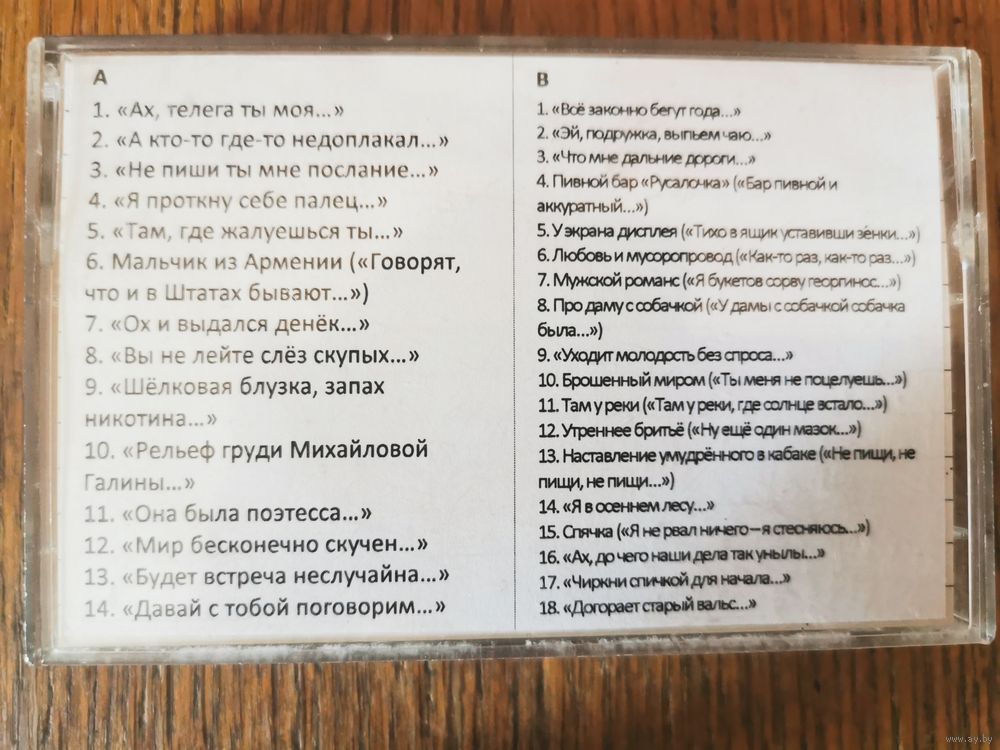 A
1. «Ах, телега ты моя...»
2. «А кто-то где-то недоплакал...»
3. «Не пиши ты мне послание...»
4. «Я проткну себе палец...»
5. «Там, где жалуешься ты...»
6. Мальчик из Армении («Говорят,
что и в Штатах бывают...»)
7. «Ох и выдался денёк...»
8. «Вы не лейте слёз скупых...»
9. «Шёлковая блузка, запах
никотина...»
10. «Рельеф груди Михайловой
Галины...»
11. «Она была поэтесса...»
12. «Мир бесконечно скучен...»
13. «Будет встреча неслучайна...»
14. «Давай с тобой поговорим...»
B
1. «Всё законно бегут года...»
2. «Эй, подружка, выпьем чаю...»
3. «Что мне дальние дороги...»
4. Пивной бар «Русалочка» («Бар пивной и
аккуратный...»)
5. У экрана дисплея («Тихо в ящик уставивши зенки...»)
6. Любовь и мусоропровод («Как-то раз, как-то раз...»)
7. Мужской романс («Я букетов сорву георгинос...»)
8. Про даму с собачкой («У дамы с собачкой собачка
была...»)
9. «Уходит молодость без спроса...»
10. Брошенный миром («Ты меня не поцелуешь...»)
11. Там у реки («Там у реки, где солнце встало...»)
12. Утреннее бритьё («Ну ещё один мазок...»)
13. Наставление умудрённого в кабаке («Не пищи, не
пищи, не пищи...»)
14. «Я в осеннем лесу...»
15. Спячка («Я не рвал ничего – я стесняюсь...»)
16. «Ах, до чего наши дела так унылы...»
17. «Чиркни спичкой для начала...»
18. «Догорает старый вальс...»
www.ay.by